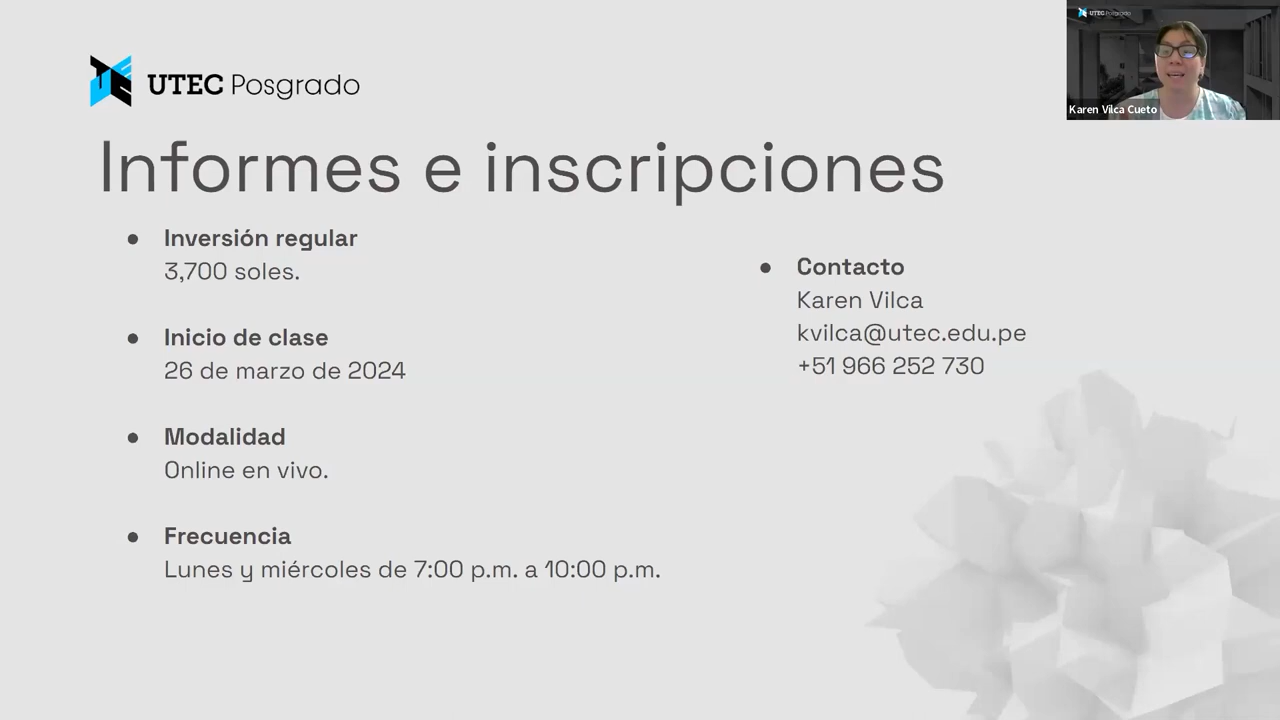 UTEC Posgrado
Informes e inscripciones
Inversión regular
3,700 soles.
Inicio de clase
26 de marzo de 2024
Modalidad
Online en vivo.
Frecuencia
Lunes y miércoles de 7:00 p.m. a 10:00 p.m.
Contacto
Karen Vilca
kvilca@utec.edu.pe
+51 966 252 730
UTEC Posgrado
Karen Vilca Cueto